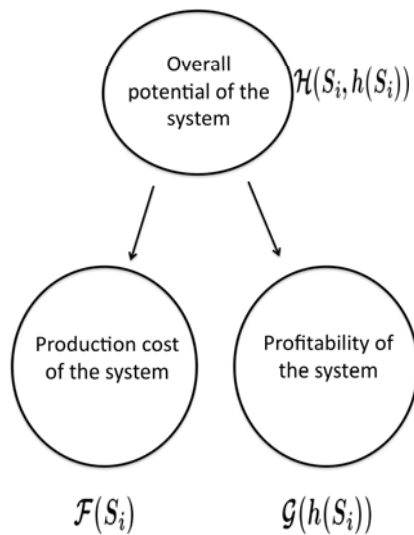 Overall
potential of the
system
$\mathcal{H}(S_i, h(S_i))$
Production cost
of the system
Profitability of
the system
$\mathcal{F}(S_i)$
$\mathcal{G}(h(S_i))$